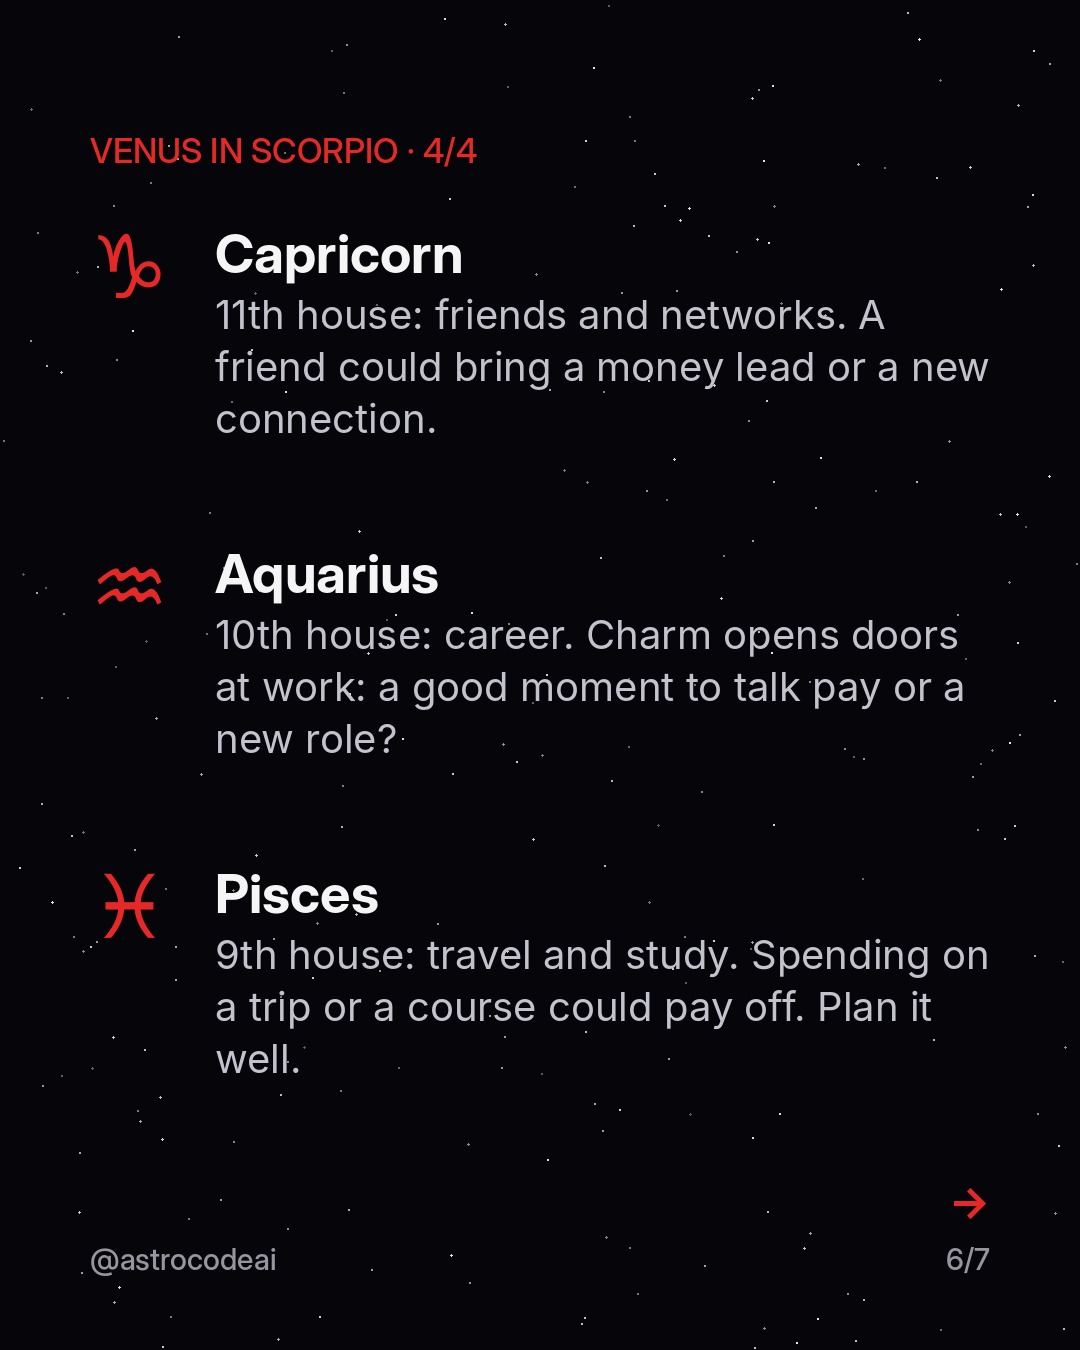 VENUS IN SCORPIO · 4/4
♑ Capricorn
11th house: friends and networks. A
friend could bring a money lead or a new
connection.
♒ Aquarius
10th house: career. Charm opens doors
at work: a good moment to talk pay or a
new role?
♓ Pisces
9th house: travel and study. Spending on
a trip or a course could pay off. Plan it
well.
→
@astrocodeai
6/7